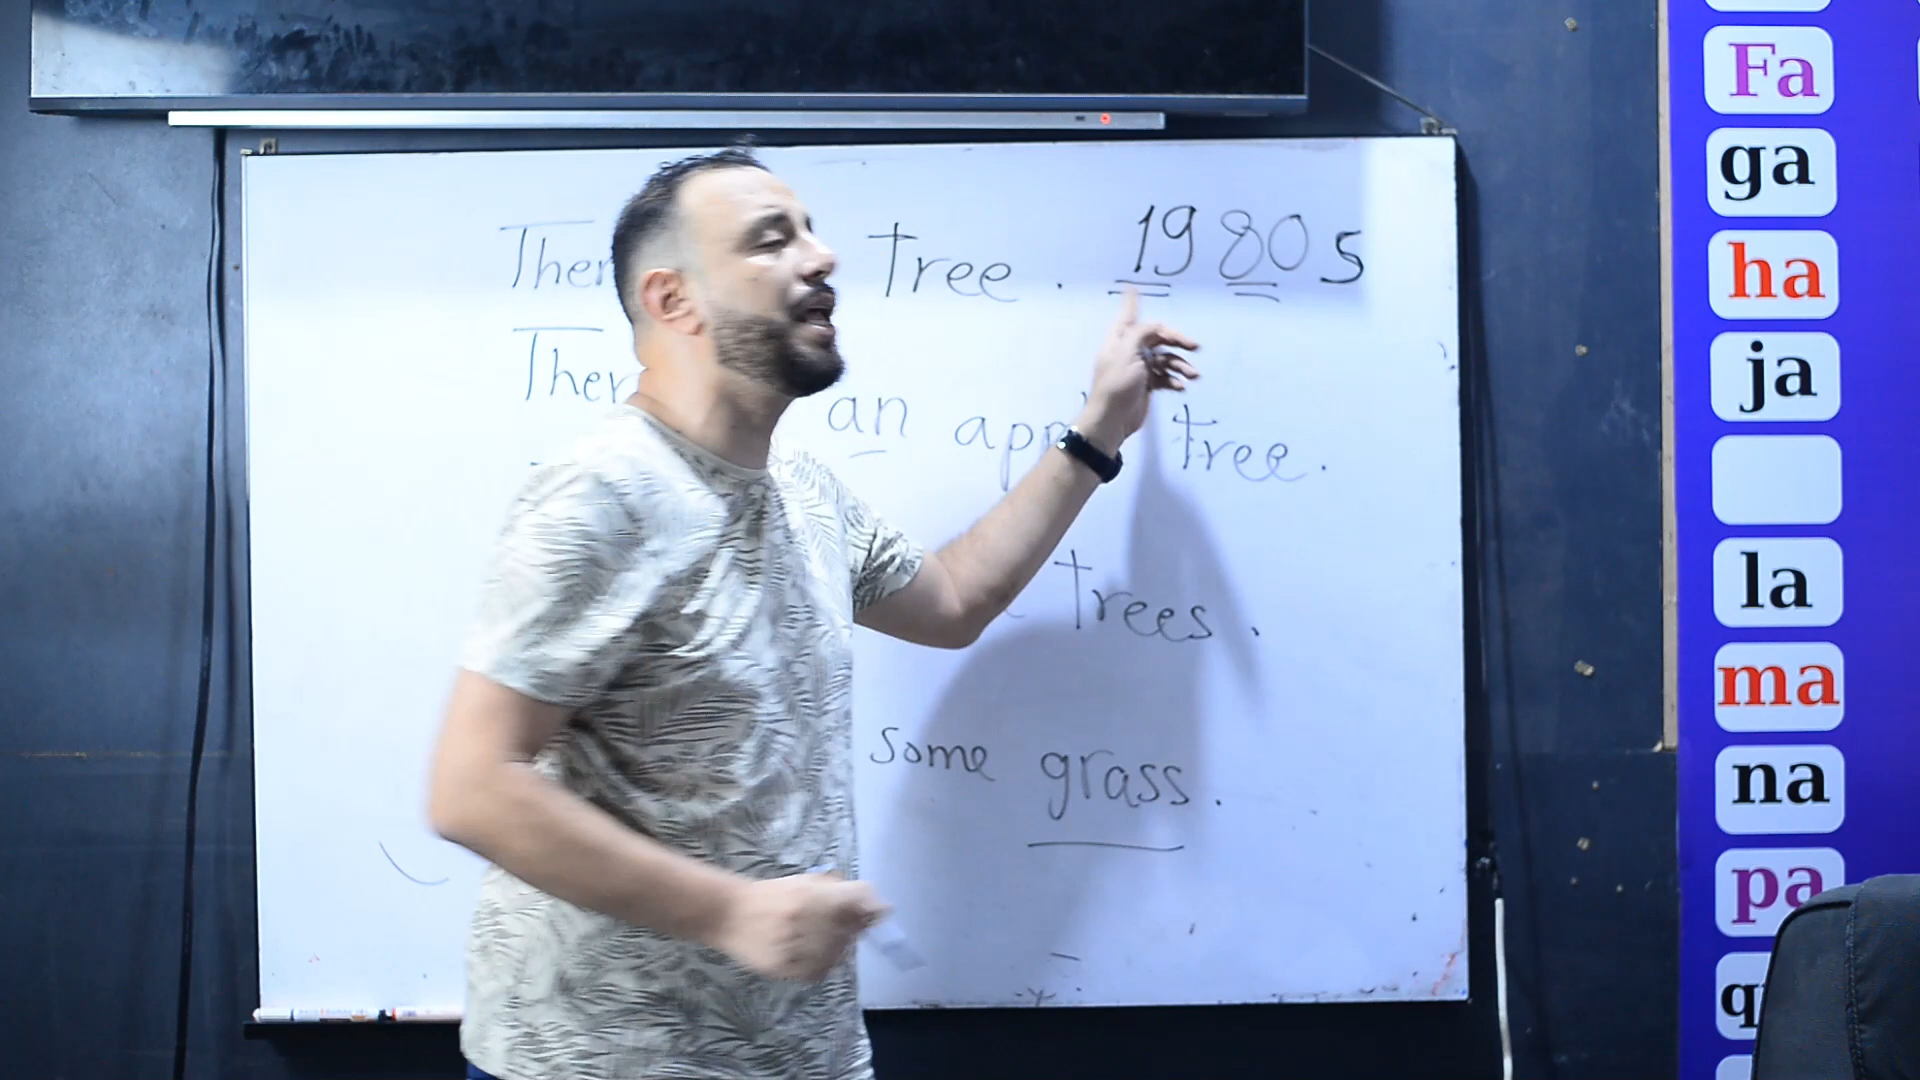 Ther tree. 1980s
Ther an app tree.
trees.
some grass.
Fa
ga
ha
ja
la
ma
na
pa
q